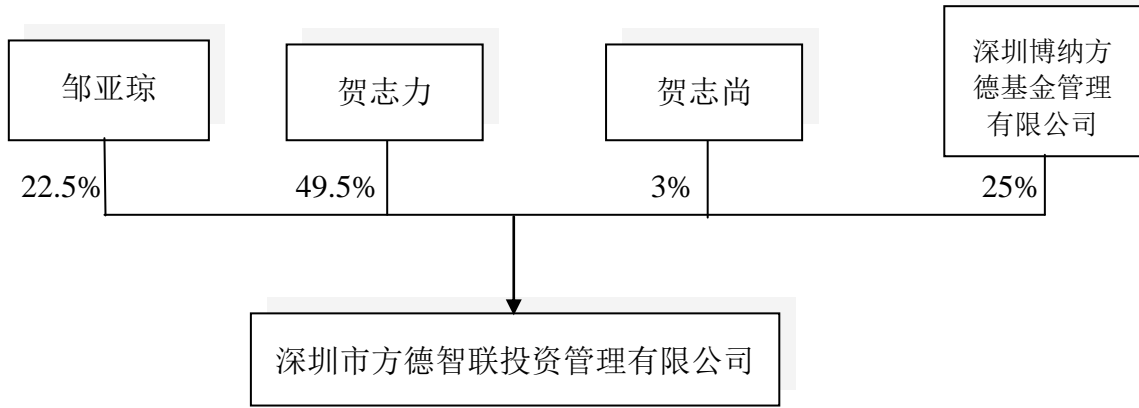 邹亚琼
贺志力
贺志尚
深圳博纳方
德基金管理
有限公司
22.5%
49.5%
3%
25%
深圳市方德智联投资管理有限公司